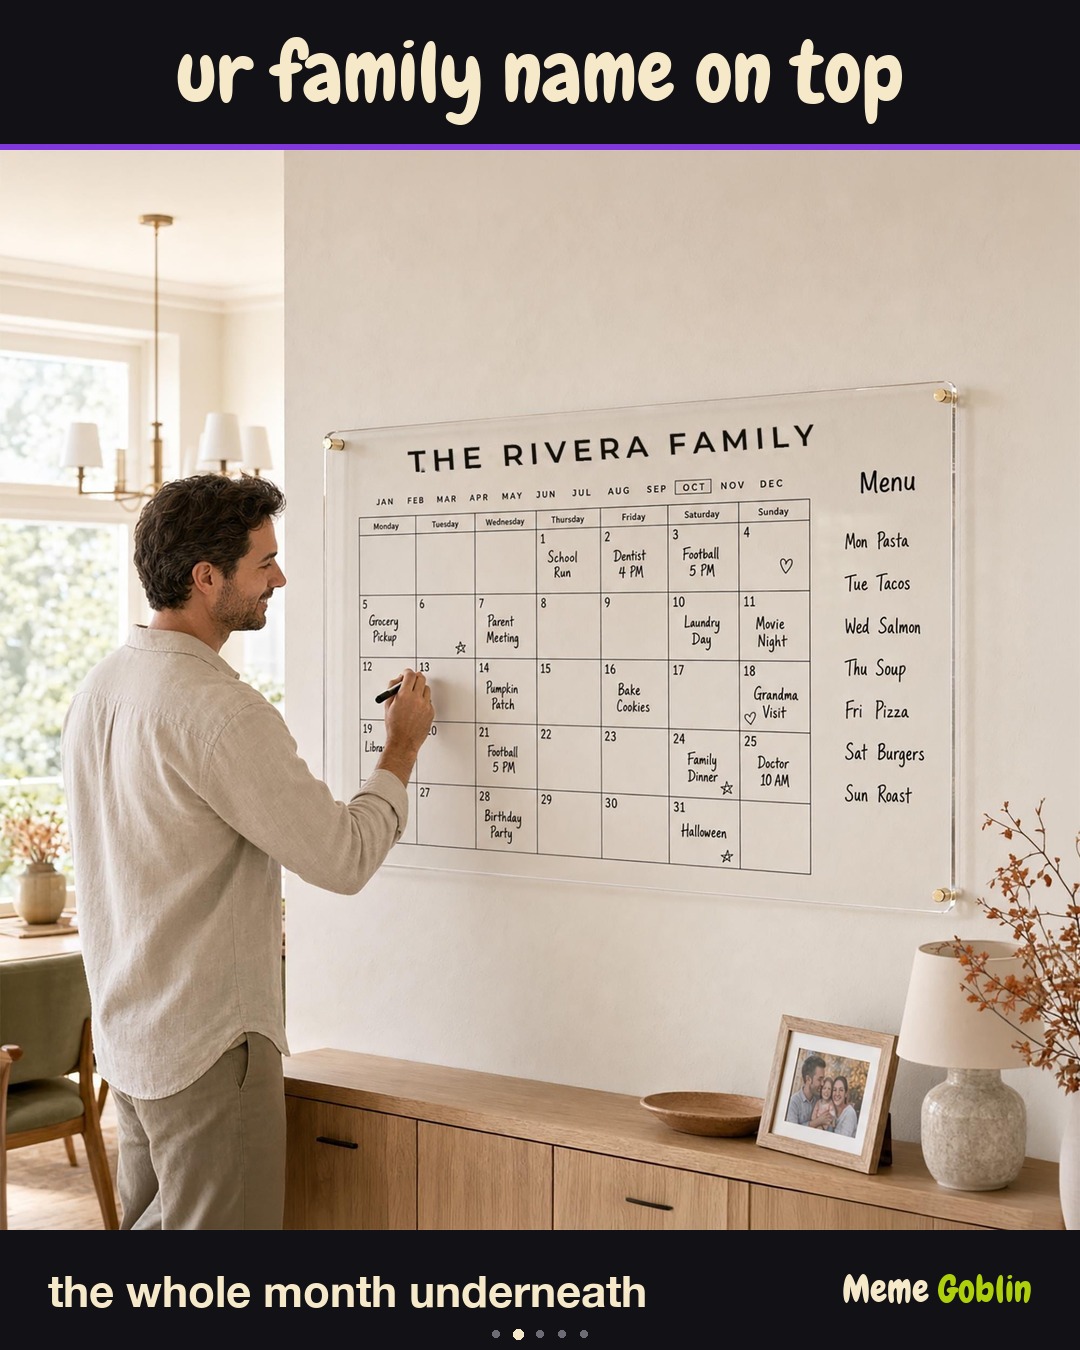 ur family name on top
THE RIVERA FAMILY
JAN FEB MAR APR MAY JUN JUL AUG SEP OCT NOV DEC
Monday Tuesday Wednesday Thursday Friday Saturday Sunday
1 2 3 4
School Run
Dentist 4 PM
Football 5 PM
5 6 7 8 9 10 11
Grocery Pickup
Parent Meeting
Laundry Day
Movie Night
12 13 14 15 16 17 18
Pumpkin Patch
Bake Cookies
Grandma Visit
19 20 21 22 23 24 25
Football 5 PM
Family Dinner
Doctor 10 AM
27 28 29 30 31
Birthday Party
Halloween
Menu
Mon Pasta
Tue Tacos
Wed Salmon
Thu Soup
Fri Pizza
Sat Burgers
Sun Roast
the whole month underneath
Meme Goblin